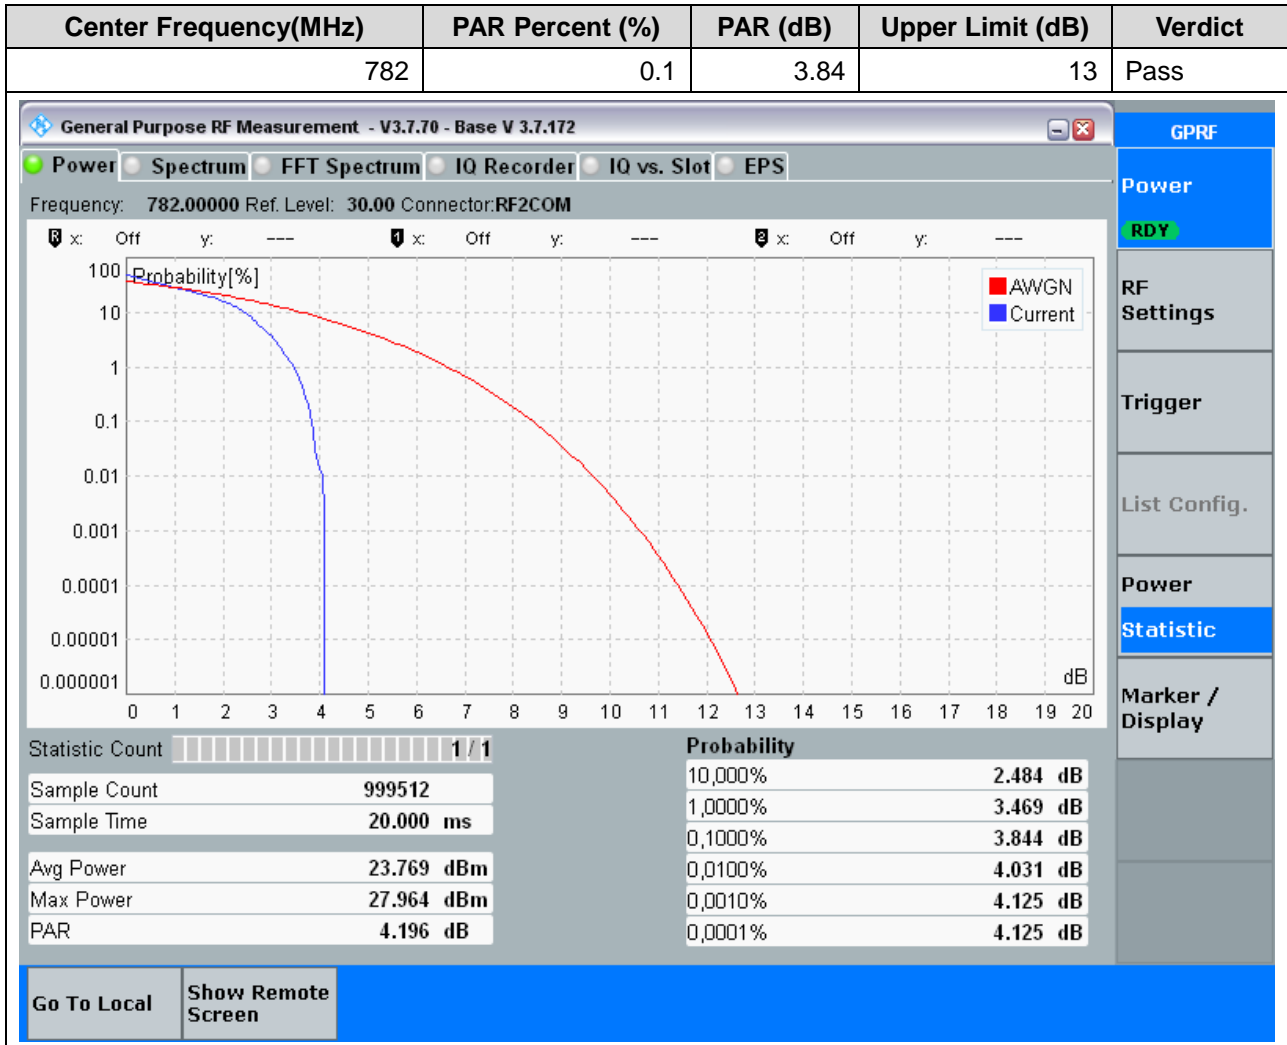 Center Frequency(MHz) PAR Percent (%) PAR (dB) Upper Limit (dB) Verdict
782 0.1 3.84 13 Pass
General Purpose RF Measurement - V3.7.70 - Base V 3.7.172
GPRF
Power Spectrum FFT Spectrum IQ Recorder IQ vs. Slot EPS
Frequency: 782.00000 Ref. Level: 30.00 Connector:RF2COM
R x: Off y: --- 1 x: Off y: --- 2 x: Off y: ---
Probability[%]
AWGN
Current
100
10
1
0.1
0.01
0.001
0.0001
0.00001
0.000001
dB
0 1 2 3 4 5 6 7 8 9 10 11 12 13 14 15 16 17 18 19 20
Statistic Count 1 / 1
Sample Count 999512
Sample Time 20.000 ms
Avg Power 23.769 dBm
Max Power 27.964 dBm
PAR 4.196 dB
Probability
10,000% 2.484 dB
1,0000% 3.469 dB
0,1000% 3.844 dB
0,0100% 4.031 dB
0,0010% 4.125 dB
0,0001% 4.125 dB
Power
RDY
RF
Settings
Trigger
List Config.
Power
Statistic
Marker /
Display
Go To Local
Show Remote
Screen